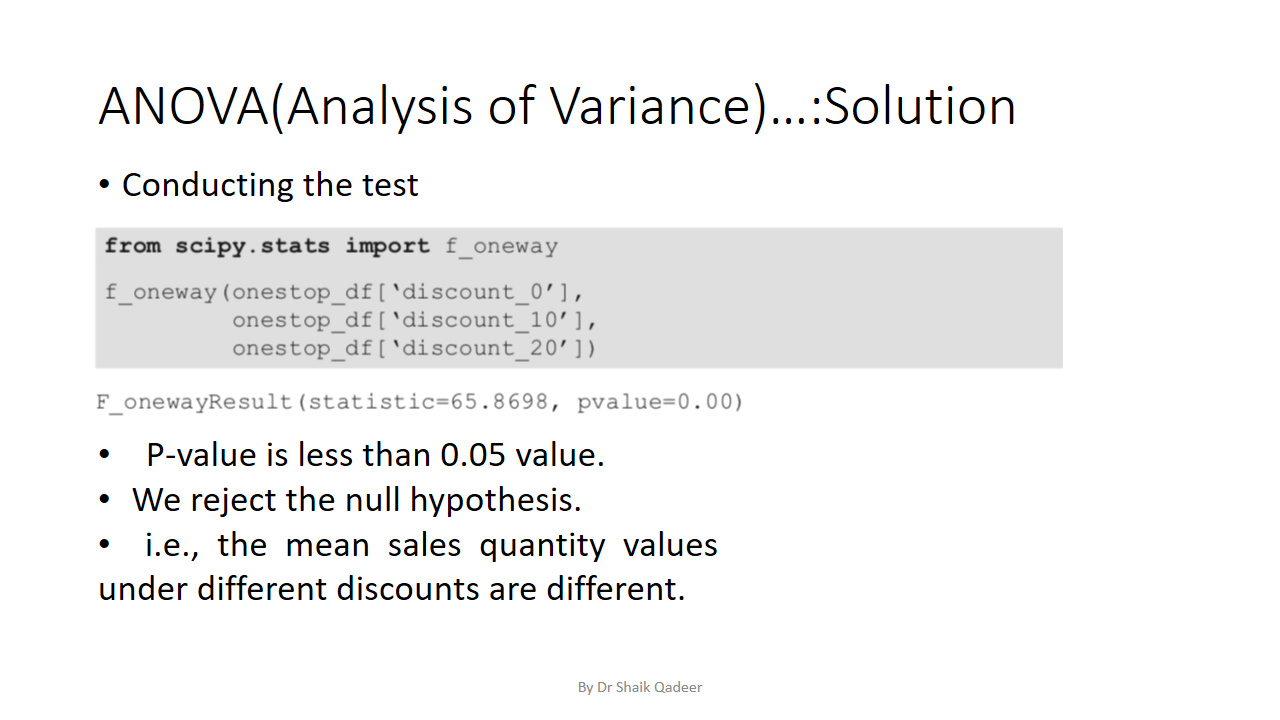 ANOVA(Analysis of Variance)…:Solution
• Conducting the test
from scipy.stats import f_oneway
f_oneway(onestop_df[‘discount_0’],
onestop_df[‘discount_10’],
onestop_df[‘discount_20’])
F_onewayResult(statistic=65.8698, pvalue=0.00)
• P-value is less than 0.05 value.
• We reject the null hypothesis.
• i.e., the mean sales quantity values
under different discounts are different.
By Dr Shaik Qadeer